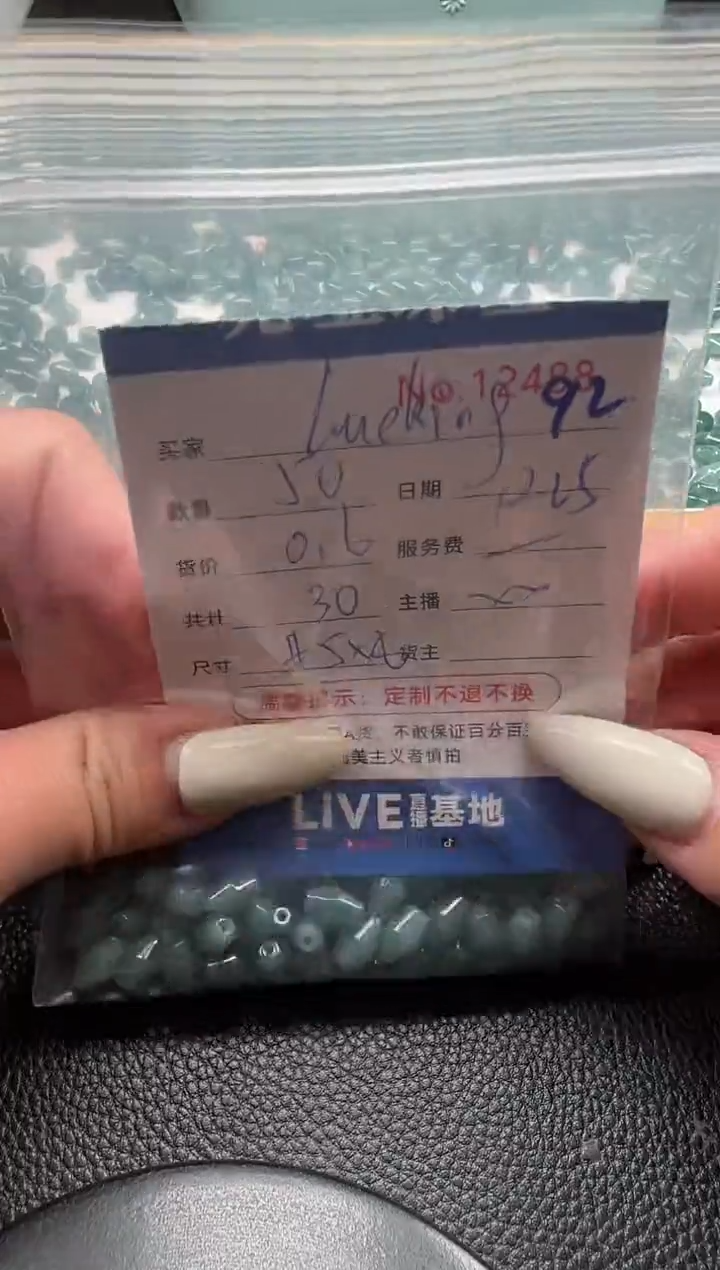 No.12488
买家 Lucking 92
数量 50 日期
货价 0.6 服务费
共计 30 主播
尺寸 5x4 货主
温馨提示：定制不退不换
不敢保证百分百
美主义者慎拍
LIVE直播基地